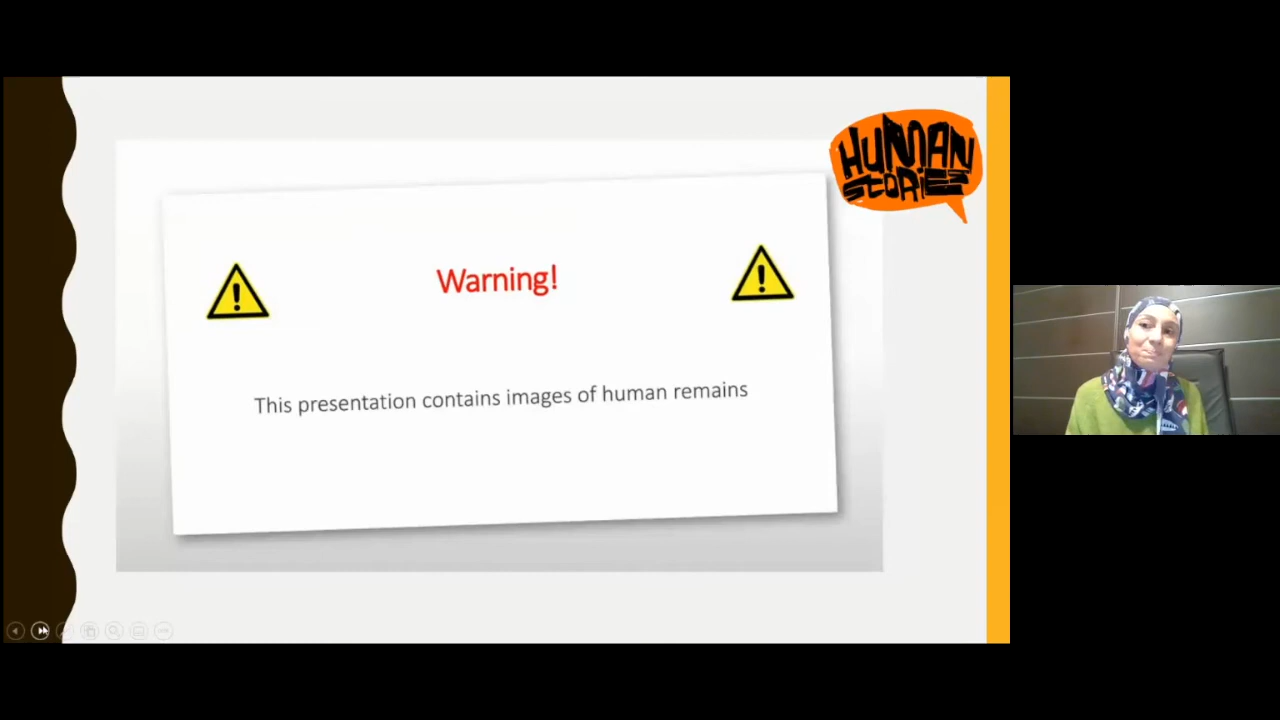 HUMAN
STORIES
Warning!
This presentation contains images of human remains